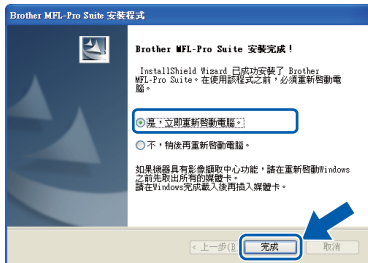 Brother MFL-Pro Suite 安裝程式
Brother MFL-Pro Suite 安裝完成！
InstallShield Wizard 已成功安裝了 Brother
MFL-Pro Suite。在使用該程式之前，必須重新啟動電
腦。
是，立即重新啟動電腦。
不，稍後再重新啟動電腦。
如果機器具有影像擷取中心功能，請在重新啟動Windows
之前先取出所有的媒體卡。
請在Windows完成載入後再插入媒體卡。
< 上一步(B)
完成
取消